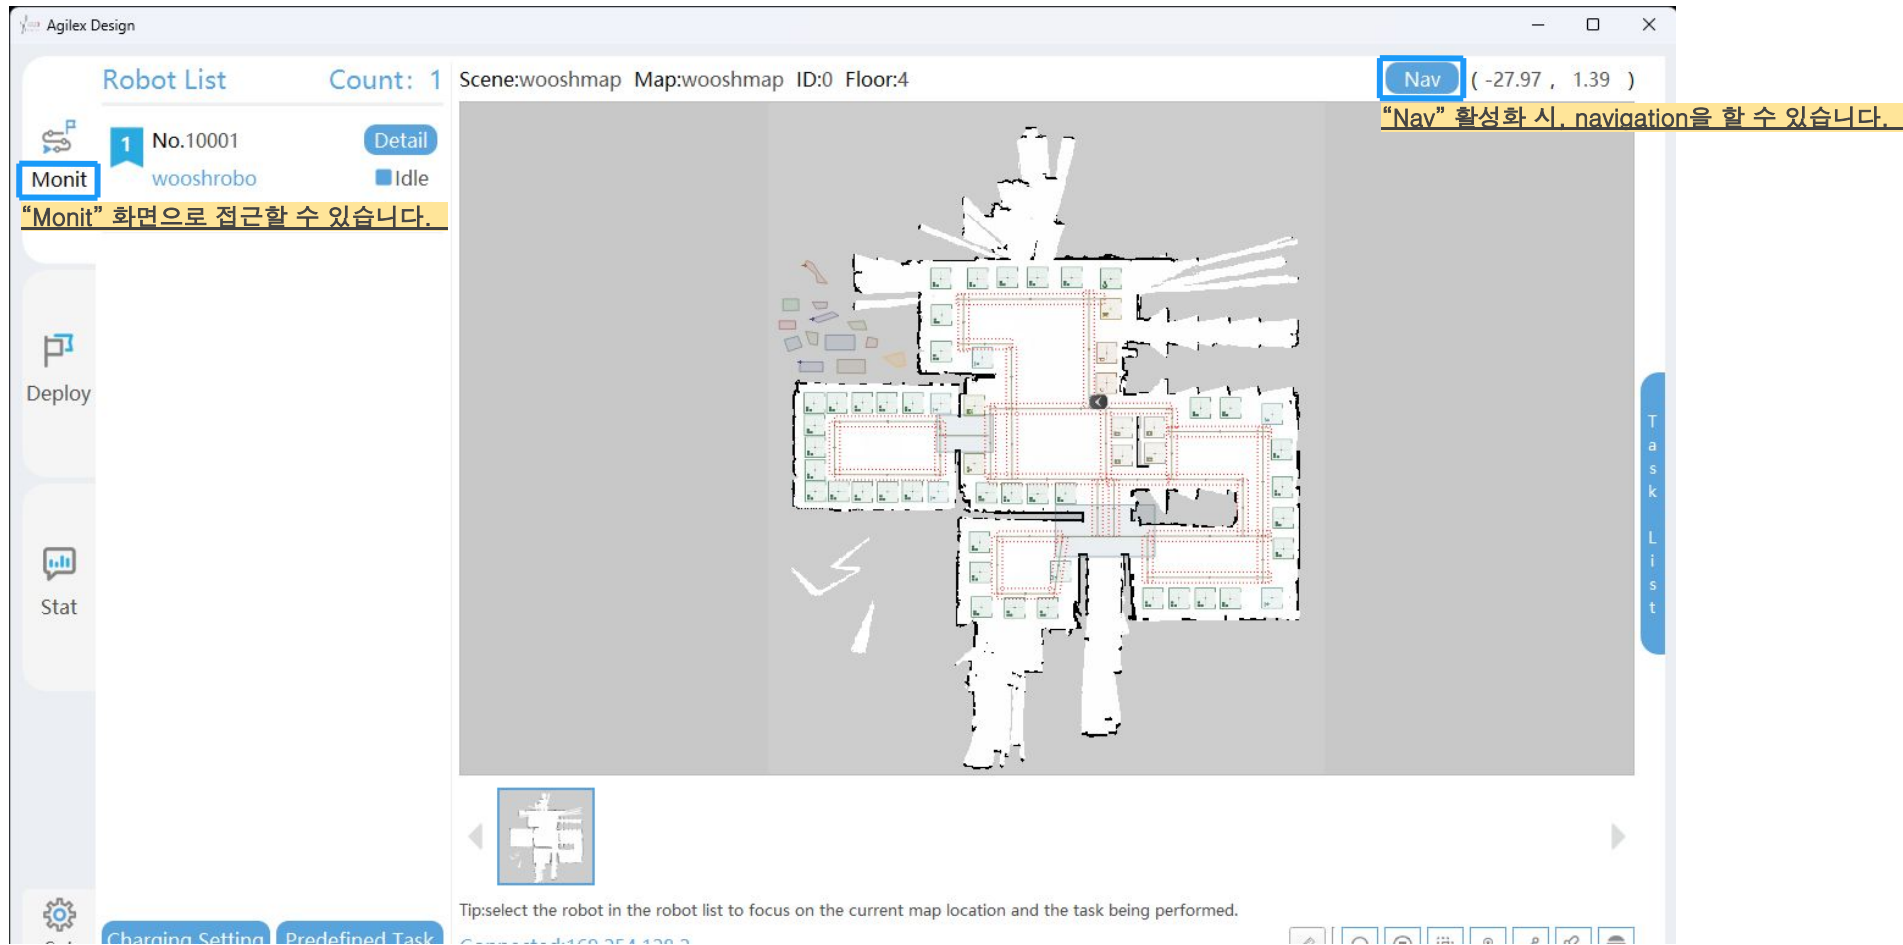 Agilex Design
Robot List Count: 1
Scene:wooshmap Map:wooshmap ID:0 Floor:4
Nav ( -27.97 , 1.39 )
“Nav” 활성화 시, navigation을 할 수 있습니다.
1 No.10001 Detail
wooshrobo Idle
Monit
“Monit” 화면으로 접근할 수 있습니다.
Deploy
Stat
Task List
Tip:select the robot in the robot list to focus on the current map location and the task being performed.
Charging Setting Predefined Task